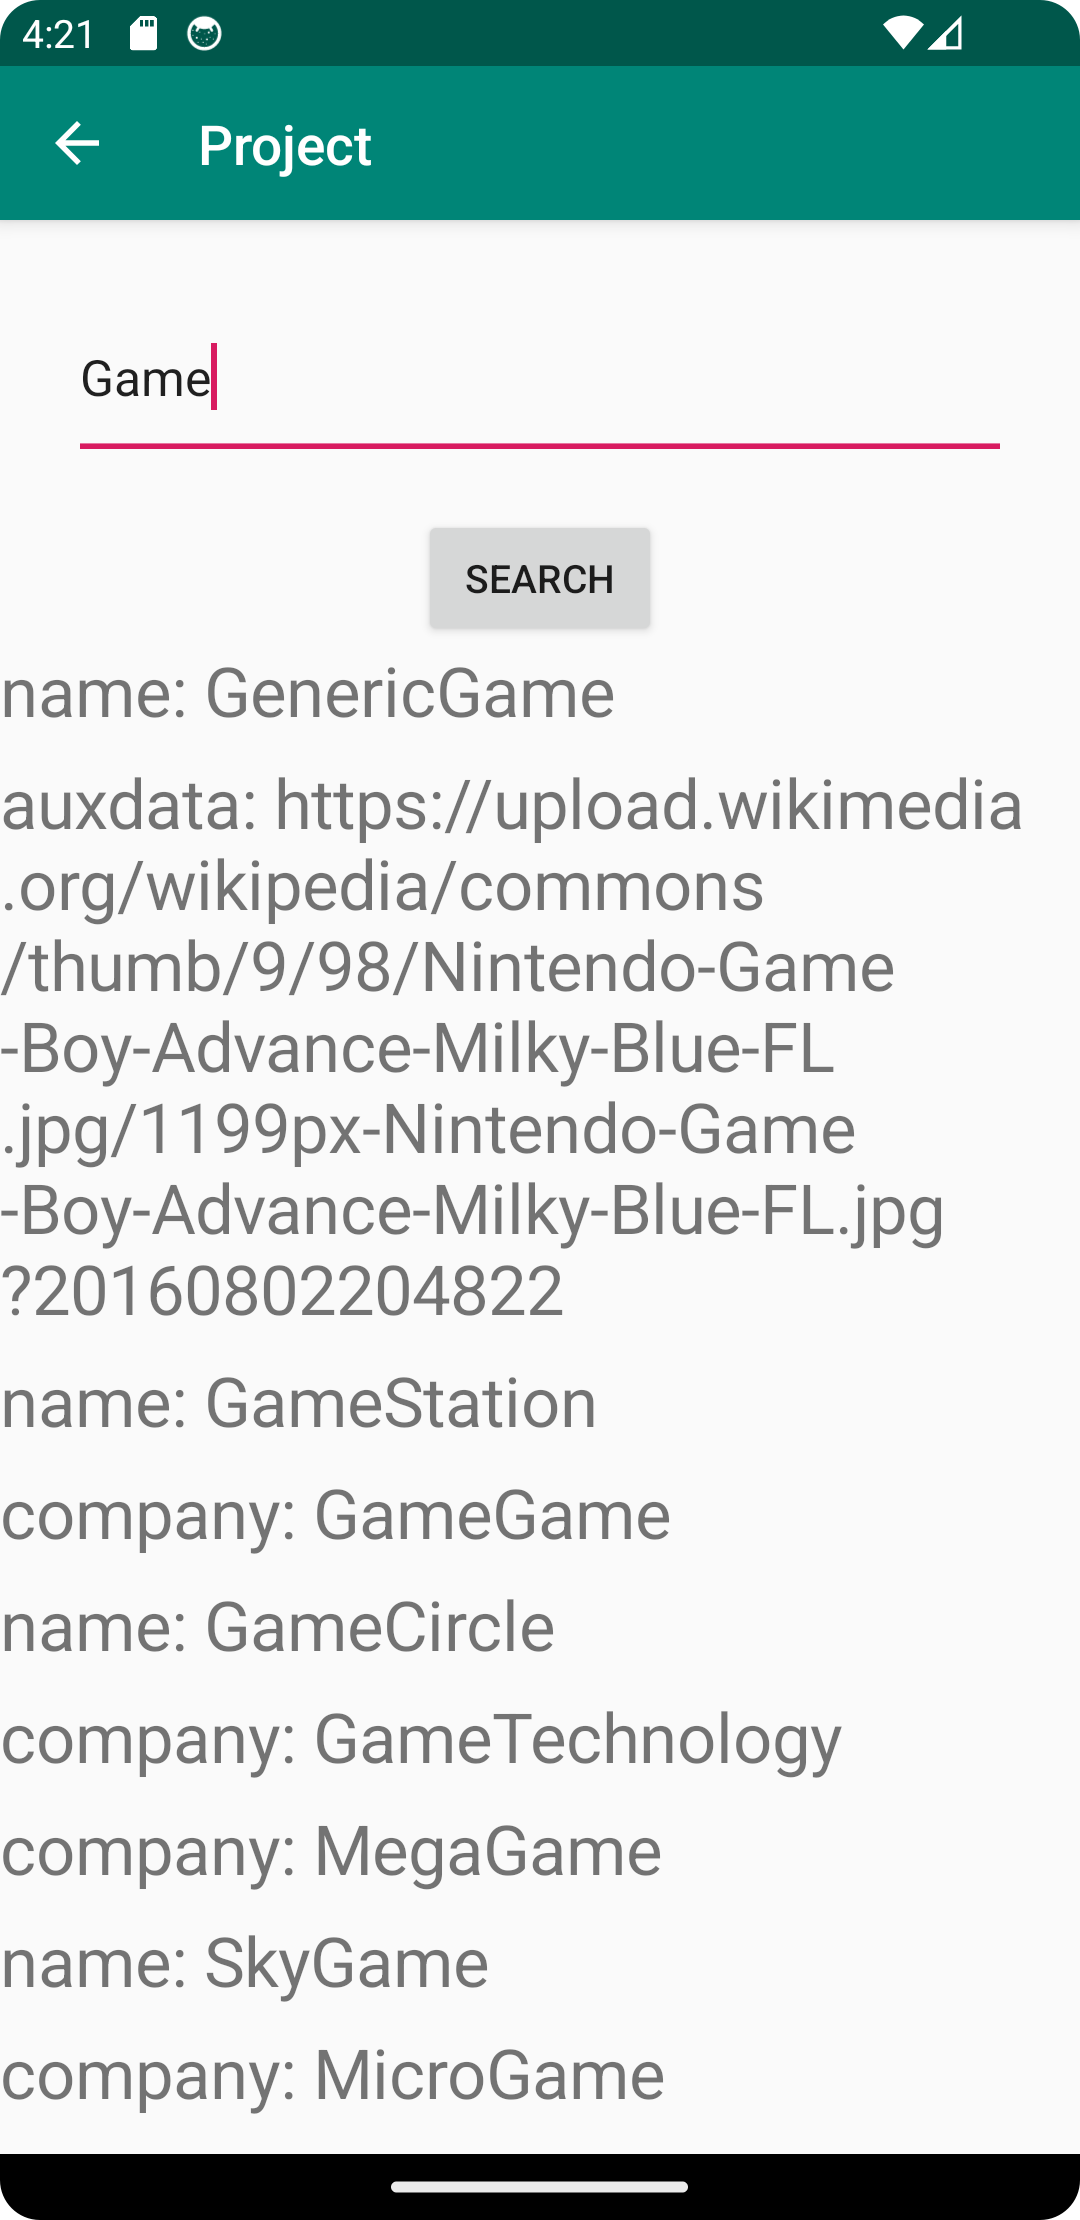 4:21
Project
Game
SEARCH
name: GenericGame
auxdata: https://upload.wikimedia
.org/wikipedia/commons
/thumb/9/98/Nintendo-Game
-Boy-Advance-Milky-Blue-FL
.jpg/1199px-Nintendo-Game
-Boy-Advance-Milky-Blue-FL.jpg
?20160802204822
name: GameStation
company: GameGame
name: GameCircle
company: GameTechnology
company: MegaGame
name: SkyGame
company: MicroGame